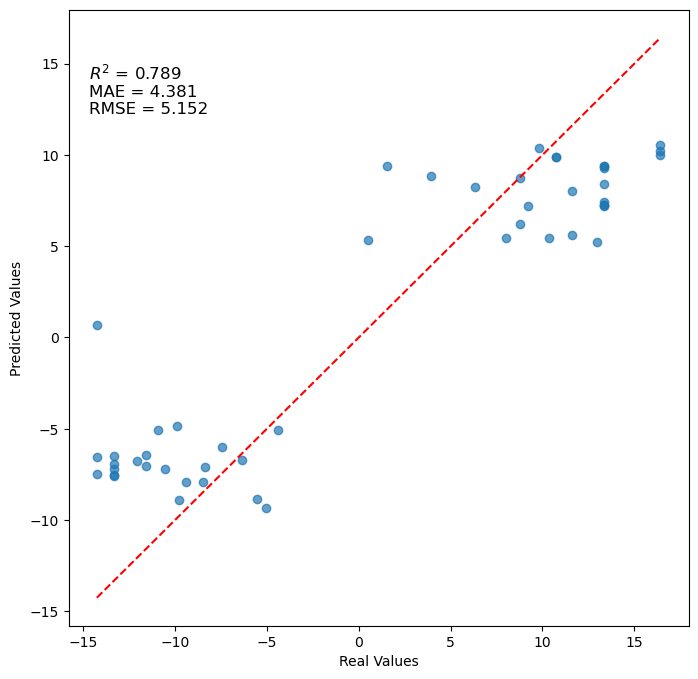 R² = 0.789
MAE = 4.381
RMSE = 5.152
15
10
5
0
−5
−10
−15
Predicted Values
−15 −10 −5 0 5 10 15
Real Values